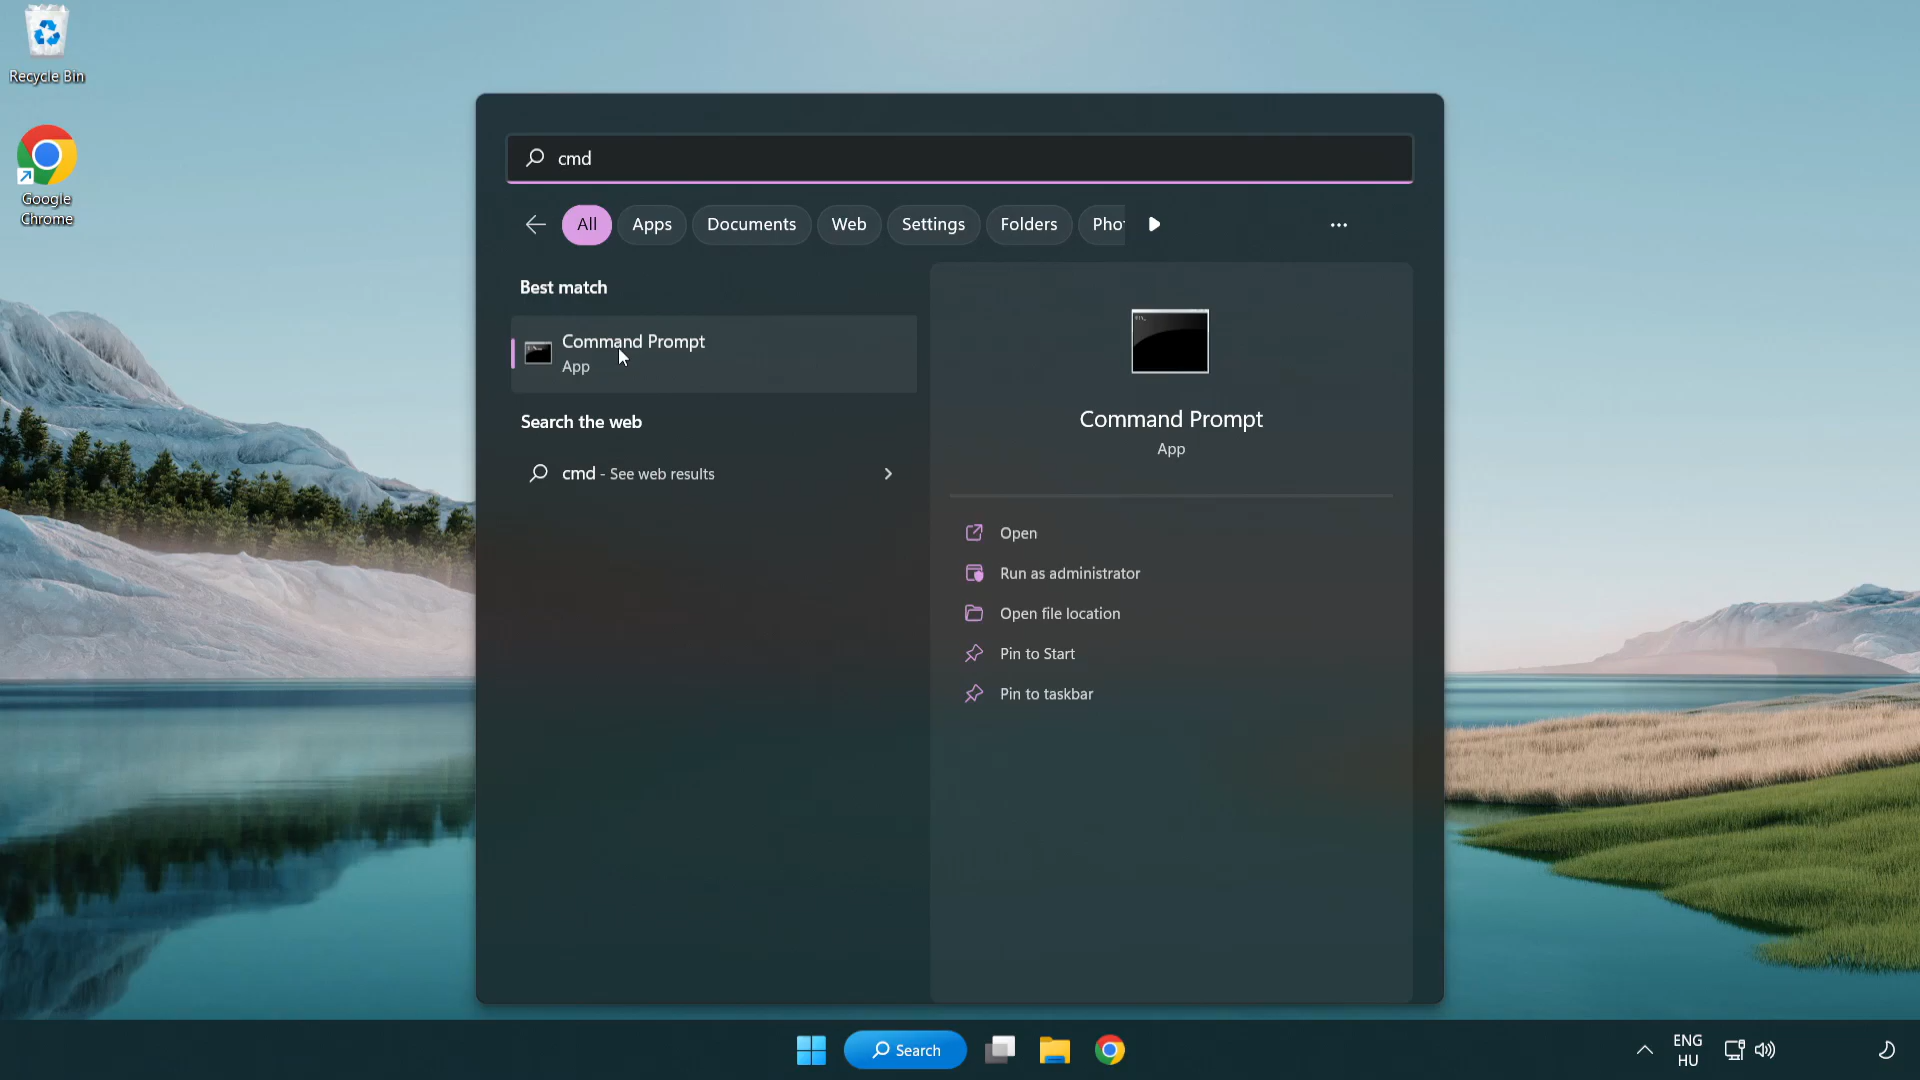 Recycle Bin
Google
Chrome
cmd
All
Apps
Documents
Web
Settings
Folders
Pho
Best match
Command Prompt
App
Search the web
cmd - See web results
Command Prompt
App
Open
Run as administrator
Open file location
Pin to Start
Pin to taskbar
Search
ENG
HU